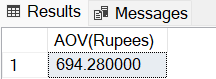 Results Messages
AOV(Rupees)
1 694.280000